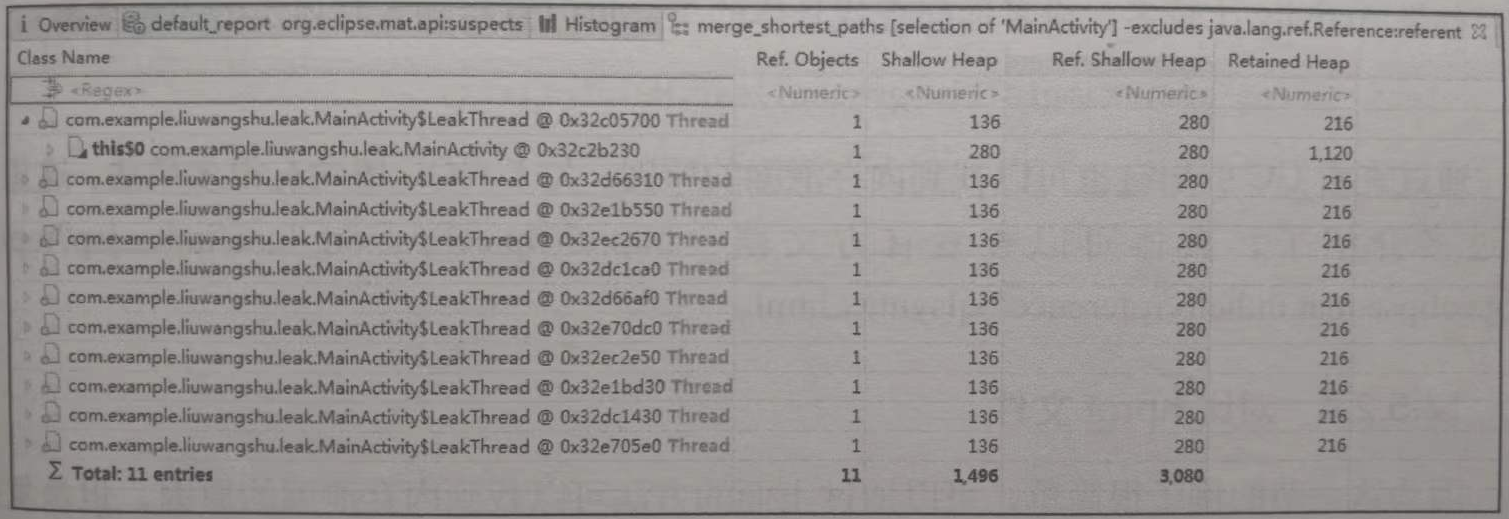 i Overview default_report org.eclipse.mat.api:suspects Histogram merge_shortest_paths [selection of 'MainActivity'] -excludes java.lang.ref.Reference:referent
Class Name Ref. Objects Shallow Heap Ref. Shallow Heap Retained Heap
<Regex> <Numeric> <Numeric> <Numeric> <Numeric>
com.example.liuwangshu.leak.MainActivity$LeakThread @ 0x32c05700 Thread 1 136 280 216
this$0 com.example.liuwangshu.leak.MainActivity @ 0x32c2b230 1 280 280 1,120
com.example.liuwangshu.leak.MainActivity$LeakThread @ 0x32d66310 Thread 1 136 280 216
com.example.liuwangshu.leak.MainActivity$LeakThread @ 0x32e1b550 Thread 1 136 280 216
com.example.liuwangshu.leak.MainActivity$LeakThread @ 0x32ec2670 Thread 1 136 280 216
com.example.liuwangshu.leak.MainActivity$LeakThread @ 0x32dc1ca0 Thread 1 136 280 216
com.example.liuwangshu.leak.MainActivity$LeakThread @ 0x32d66af0 Thread 1 136 280 216
com.example.liuwangshu.leak.MainActivity$LeakThread @ 0x32e70dc0 Thread 1 136 280 216
com.example.liuwangshu.leak.MainActivity$LeakThread @ 0x32ec2e50 Thread 1 136 280 216
com.example.liuwangshu.leak.MainActivity$LeakThread @ 0x32e1bd30 Thread 1 136 280 216
com.example.liuwangshu.leak.MainActivity$LeakThread @ 0x32dc1430 Thread 1 136 280 216
com.example.liuwangshu.leak.MainActivity$LeakThread @ 0x32e705e0 Thread 1 136 280 216
Σ Total: 11 entries 11 1,496 3,080